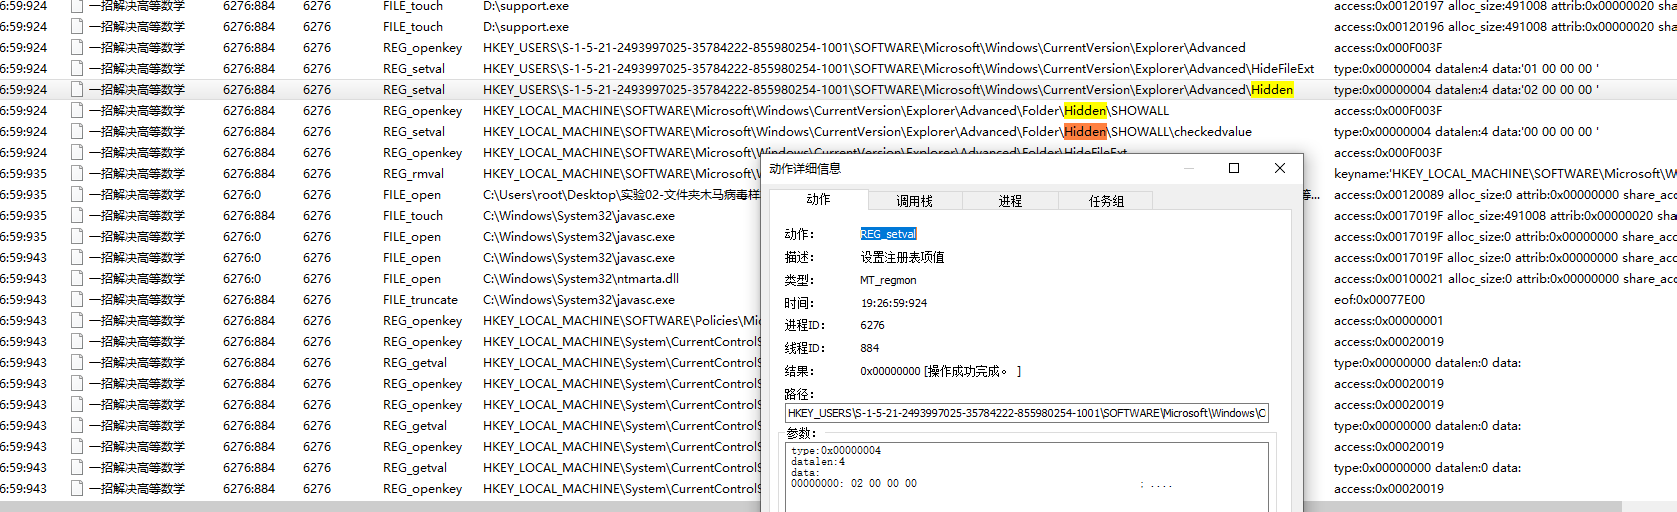 6:59:924 一招解决高等数学 6276:884 6276 FILE_touch D:\support.exe access:0x00120197 alloc_size:491008 attrib:0x00000020 sha
6:59:924 一招解决高等数学 6276:884 6276 FILE_touch D:\support.exe access:0x00120196 alloc_size:491008 attrib:0x00000020 sha
6:59:924 一招解决高等数学 6276:884 6276 REG_openkey HKEY_USERS\S-1-5-21-2493997025-35784222-855980254-1001\SOFTWARE\Microsoft\Windows\CurrentVersion\Explorer\Advanced access:0x000F003F
6:59:924 一招解决高等数学 6276:884 6276 REG_setval HKEY_USERS\S-1-5-21-2493997025-35784222-855980254-1001\SOFTWARE\Microsoft\Windows\CurrentVersion\Explorer\Advanced\HideFileExt type:0x00000004 datalen:4 data:'01 00 00 00 '
6:59:924 一招解决高等数学 6276:884 6276 REG_setval HKEY_USERS\S-1-5-21-2493997025-35784222-855980254-1001\SOFTWARE\Microsoft\Windows\CurrentVersion\Explorer\Advanced\Hidden type:0x00000004 datalen:4 data:'02 00 00 00 '
6:59:924 一招解决高等数学 6276:884 6276 REG_openkey HKEY_LOCAL_MACHINE\SOFTWARE\Microsoft\Windows\CurrentVersion\Explorer\Advanced\Folder\Hidden\SHOWALL access:0x000F003F
6:59:924 一招解决高等数学 6276:884 6276 REG_setval HKEY_LOCAL_MACHINE\SOFTWARE\Microsoft\Windows\CurrentVersion\Explorer\Advanced\Folder\Hidden\SHOWALL\checkedvalue type:0x00000004 datalen:4 data:'00 00 00 00 '
6:59:924 一招解决高等数学 6276:884 6276 REG_openkey HKEY_LOCAL_MACHINE\SOFTWARE\Microsoft\Windows\CurrentVersion\Explorer\Advanced\Folder\HideFileExt access:0x000F003F
6:59:924 一招解决高等数学 6276:884 6276 REG_rmval HKEY_LOCAL_MACHINE\SOFTWARE\Microsoft\W keyname:'HKEY_LOCAL_MACHINE\SOFTWARE\Microsoft\W
6:59:935 一招解决高等数学 6276:0 6276 FILE_open C:\Users\root\Desktop\实验02-文件夹木马病毒样 等... access:0x00120089 alloc_size:0 attrib:0x00000000 share_acc
6:59:935 一招解决高等数学 6276:884 6276 FILE_touch C:\Windows\System32\javasc.exe access:0x0017019F alloc_size:491008 attrib:0x00000020 sha
6:59:935 一招解决高等数学 6276:0 6276 FILE_open C:\Windows\System32\javasc.exe access:0x0017019F alloc_size:0 attrib:0x00000000 share_acc
6:59:943 一招解决高等数学 6276:0 6276 FILE_open C:\Windows\System32\javasc.exe access:0x0017019F alloc_size:0 attrib:0x00000000 share_acc
6:59:943 一招解决高等数学 6276:0 6276 FILE_open C:\Windows\System32\ntmarta.dll access:0x00100021 alloc_size:0 attrib:0x00000000 share_acc
6:59:943 一招解决高等数学 6276:884 6276 FILE_truncate C:\Windows\System32\javasc.exe eof:0x00077E00
6:59:943 一招解决高等数学 6276:884 6276 REG_openkey HKEY_LOCAL_MACHINE\SOFTWARE\Policies\Mic access:0x00000001
6:59:943 一招解决高等数学 6276:884 6276 REG_openkey HKEY_LOCAL_MACHINE\System\CurrentControlS access:0x00020019
6:59:943 一招解决高等数学 6276:884 6276 REG_getval HKEY_LOCAL_MACHINE\System\CurrentControlS type:0x00000000 datalen:0 data:
6:59:943 一招解决高等数学 6276:884 6276 REG_openkey HKEY_LOCAL_MACHINE\System\CurrentControlS access:0x00020019
6:59:943 一招解决高等数学 6276:884 6276 REG_openkey HKEY_LOCAL_MACHINE\System\CurrentControlS access:0x00020019
6:59:943 一招解决高等数学 6276:884 6276 REG_getval HKEY_LOCAL_MACHINE\System\CurrentControlS type:0x00000000 datalen:0 data:
6:59:943 一招解决高等数学 6276:884 6276 REG_openkey HKEY_LOCAL_MACHINE\System\CurrentControlS access:0x00020019
6:59:943 一招解决高等数学 6276:884 6276 REG_getval HKEY_LOCAL_MACHINE\System\CurrentControlS type:0x00000000 datalen:0 data:
6:59:943 一招解决高等数学 6276:884 6276 REG_openkey HKEY_LOCAL_MACHINE\System\CurrentControlS access:0x00020019
动作详细信息
动作 调用栈 进程 任务组
动作： REG_setval
描述： 设置注册表项值
类型： MT_regmon
时间： 19:26:59:924
进程ID： 6276
线程ID： 884
结果： 0x00000000 [操作成功完成。 ]
路径：
HKEY_USERS\S-1-5-21-2493997025-35784222-855980254-1001\SOFTWARE\Microsoft\Windows\C
参数：
type:0x00000004
datalen:4
data:
00000000: 02 00 00 00 ; ....